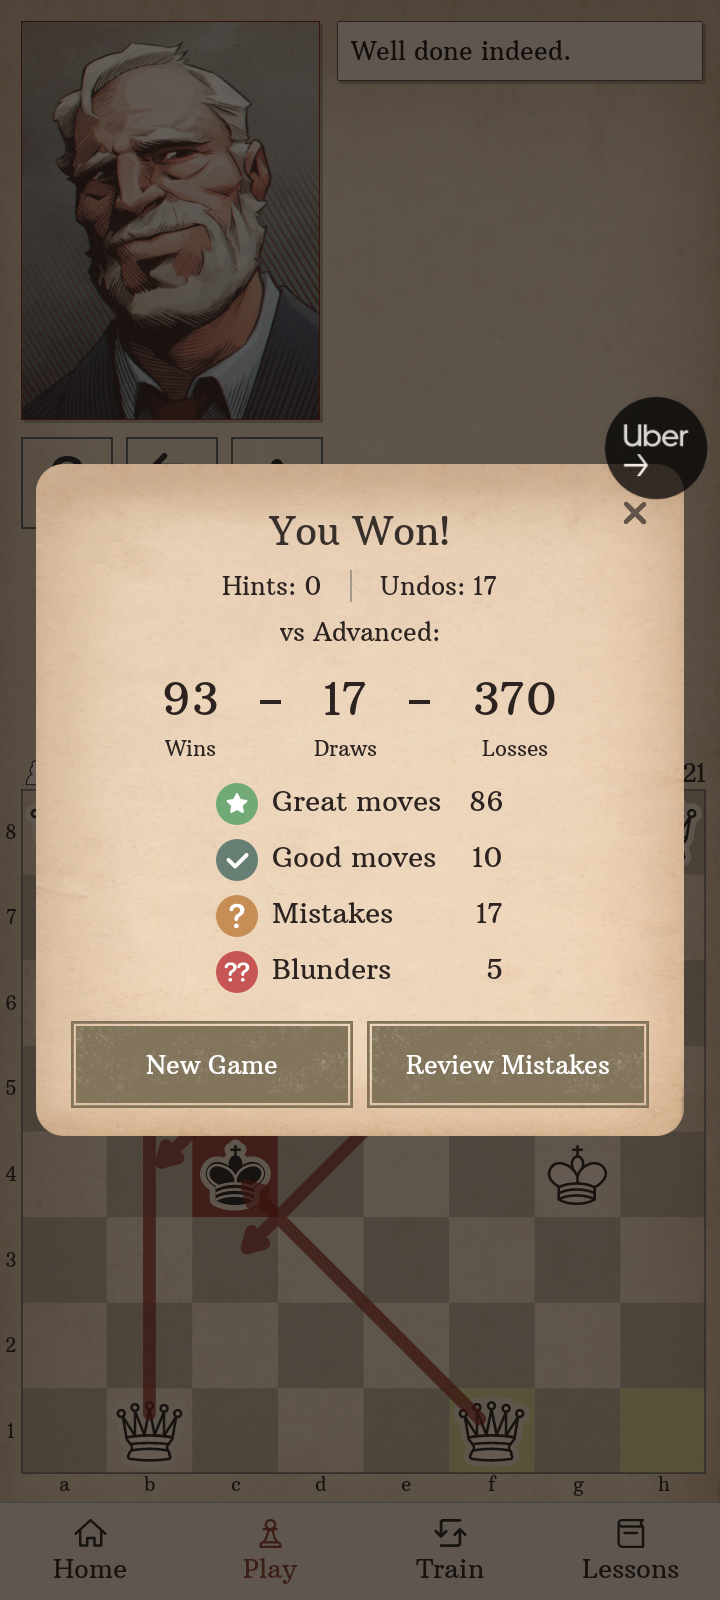 Well done indeed.
Uber
You Won!
Hints: 0 | Undos: 17
vs Advanced:
93 – 17 – 370
Wins Draws Losses
21
Great moves 86
8
Good moves 10
7
Mistakes 17
Blunders 5
6
New Game Review Mistakes
5
4
3
2
1
a b c d e f g h
Home Play Train Lessons